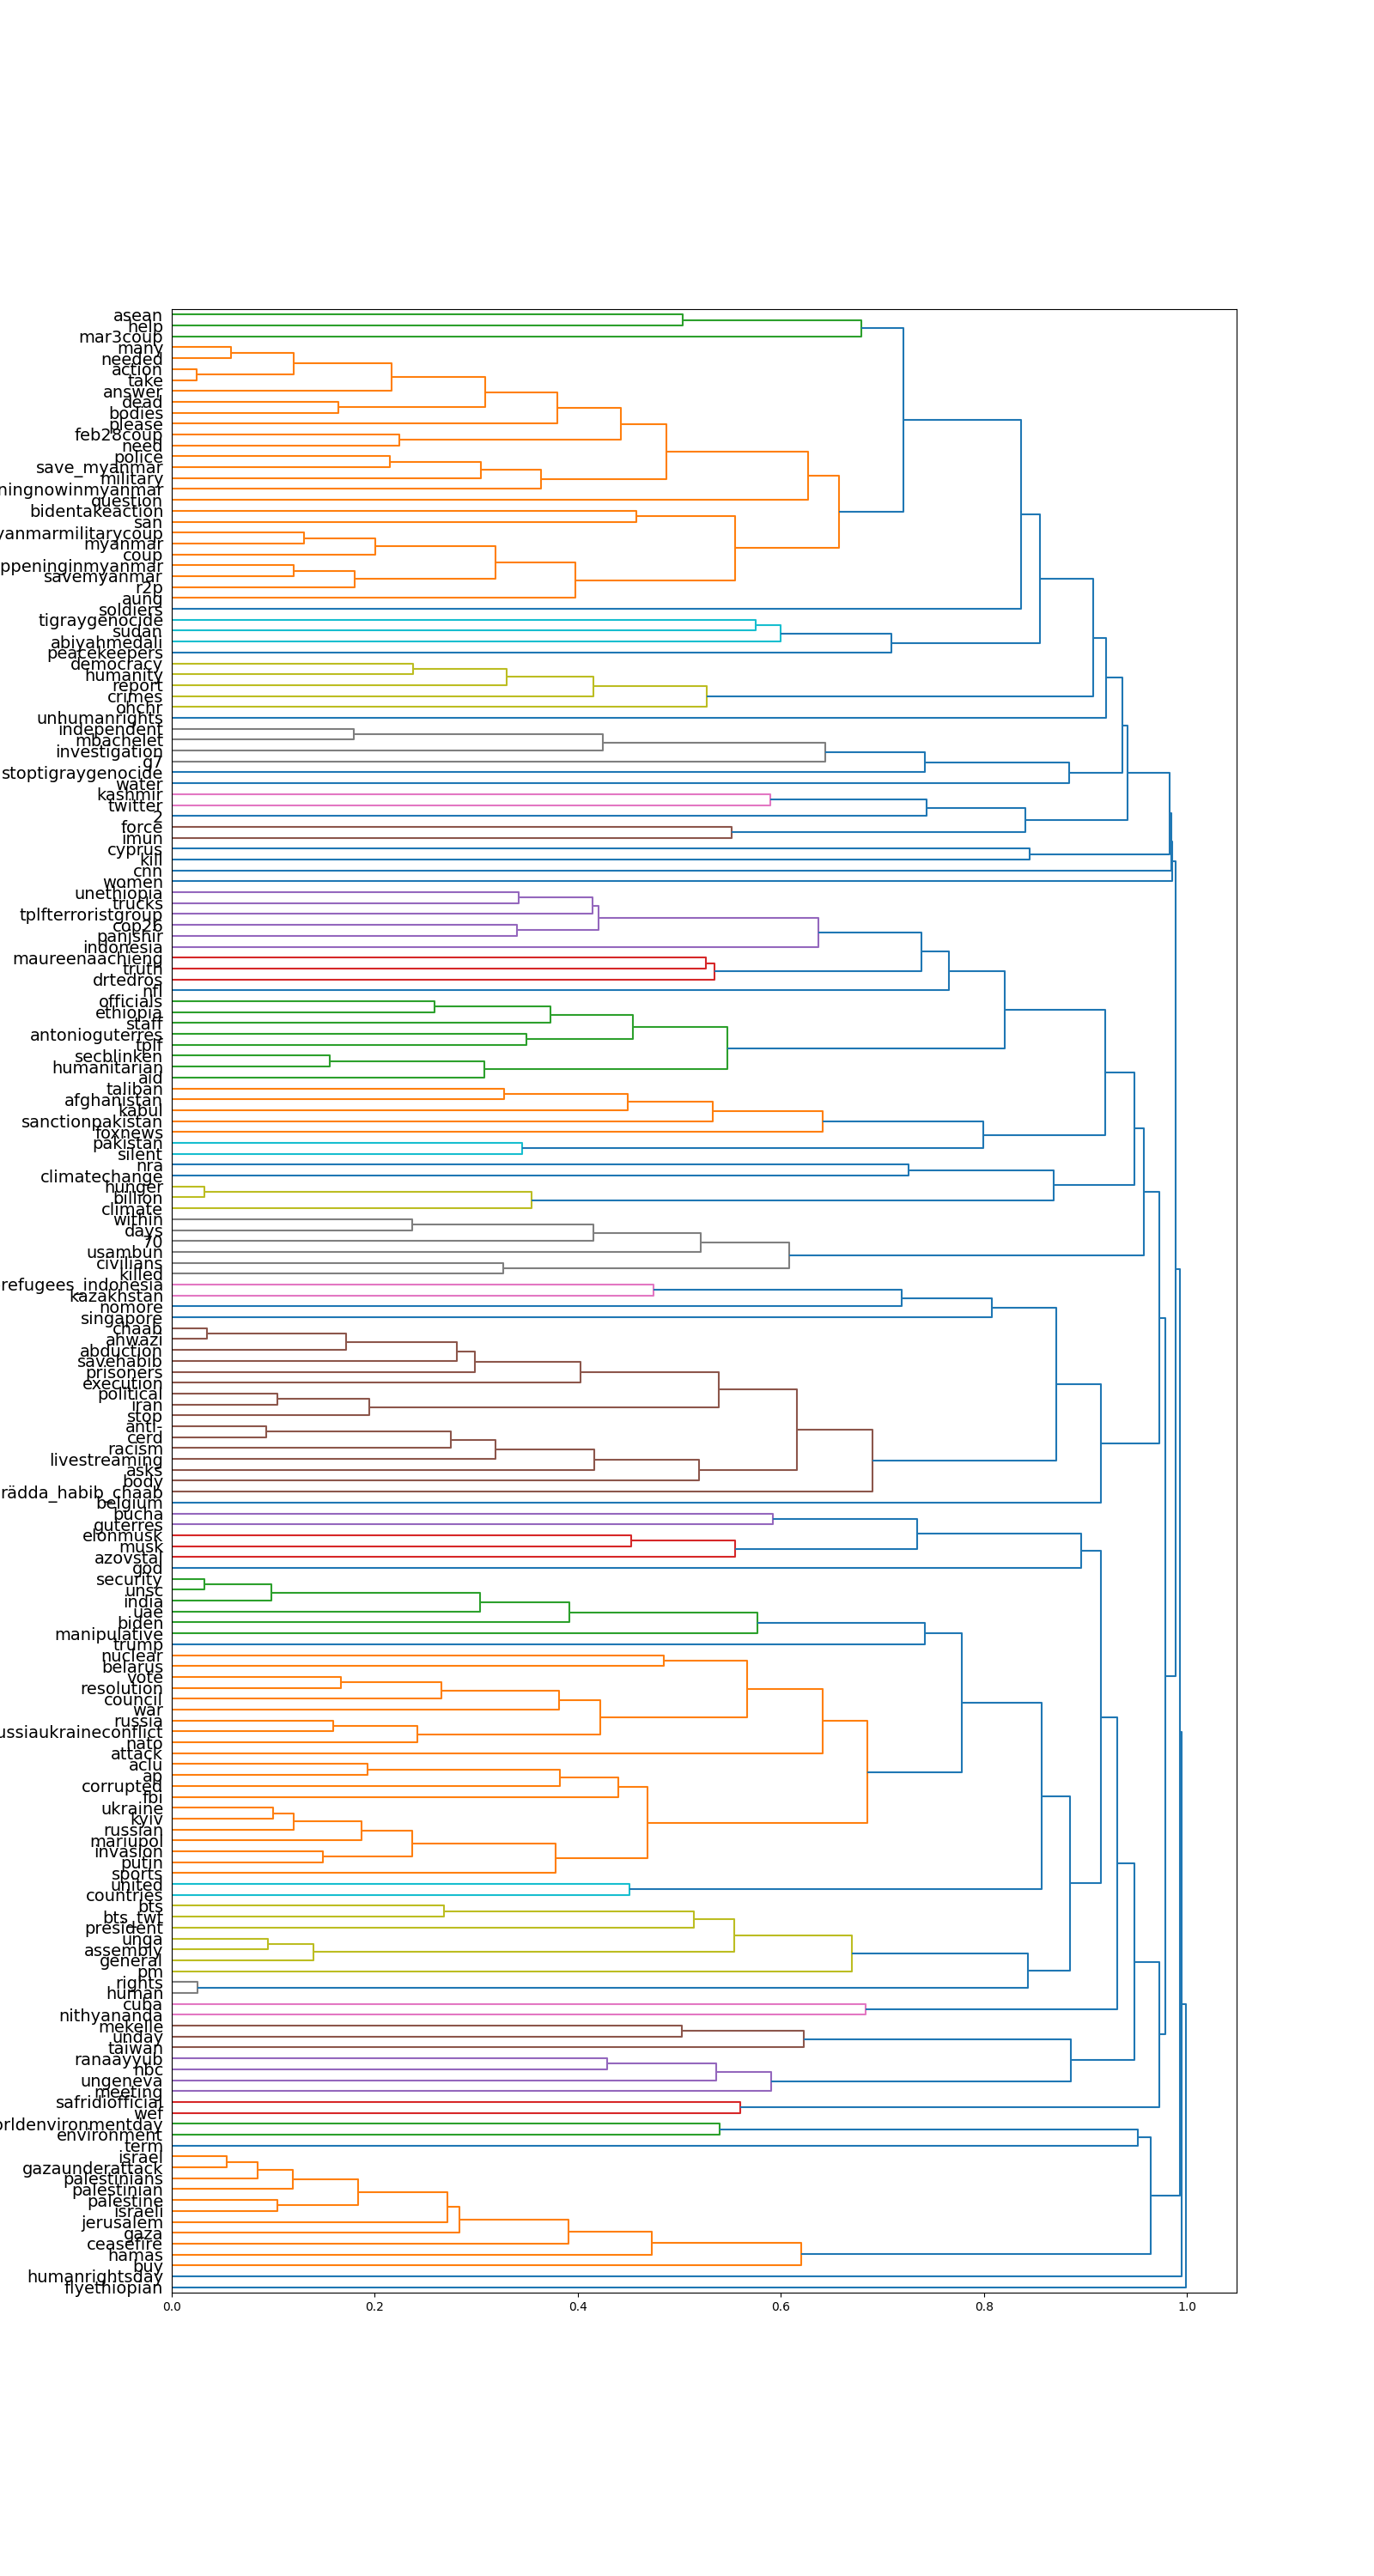 asean
help
mar3coup
many
needed
action
take
answer
dead
bodies
please
feb28coup
need
police
save_myanmar
military
ningnowinmyanmar
question
bidentakeaction
san
yanmarmilitarycoup
myanmar
coup
ppeninginmyanmar
savemyanmar
r2p
aung
soldiers
tigraygenocide
sudan
abiyahmedali
peacekeepers
democracy
humanity
report
crimes
ohchr
unhumanrights
independent
mbachelet
investigation
g7
stoptigraygenocide
water
kashmir
twitter
2
force
imun
cyprus
kill
cnn
women
unethiopia
trucks
tplfterroristgroup
cop26
panjshir
indonesia
maureenaachieng
truth
drtedros
nfl
officials
ethiopia
staff
antonioguterres
tplf
secblinken
humanitarian
aid
taliban
afghanistan
kabul
sanctionpakistan
foxnews
pakistan
silent
nra
climatechange
hunger
billion
climate
within
days
70
usambun
civilians
killed
refugees_indonesia
kazakhstan
nomore
singapore
chaab
ahwazi
abduction
savehabib
prisoners
execution
political
iran
stop
anti-
cerd
racism
livestreaming
asks
body
rädda_habib_chaab
belgium
bucha
guterres
elonmusk
musk
azovstal
god
security
unsc
india
uae
biden
manipulative
trump
nuclear
belarus
vote
resolution
council
war
russia
ussiaukraineconflict
nato
attack
aclu
ap
corrupted
fbi
ukraine
kyiv
russian
mariupol
invasion
putin
sports
united
countries
bts
bts_twt
president
unga
assembly
general
pm
rights
human
cuba
nithyananda
mekelle
unday
taiwan
ranaayyub
nbc
ungeneva
meeting
safridiofficial
wef
orldenvironmentday
environment
term
israel
gazaunderattack
palestinians
palestinian
palestine
israeli
jerusalem
gaza
ceasefire
hamas
buy
humanrightsday
flyethiopian
0.0 0.2 0.4 0.6 0.8 1.0